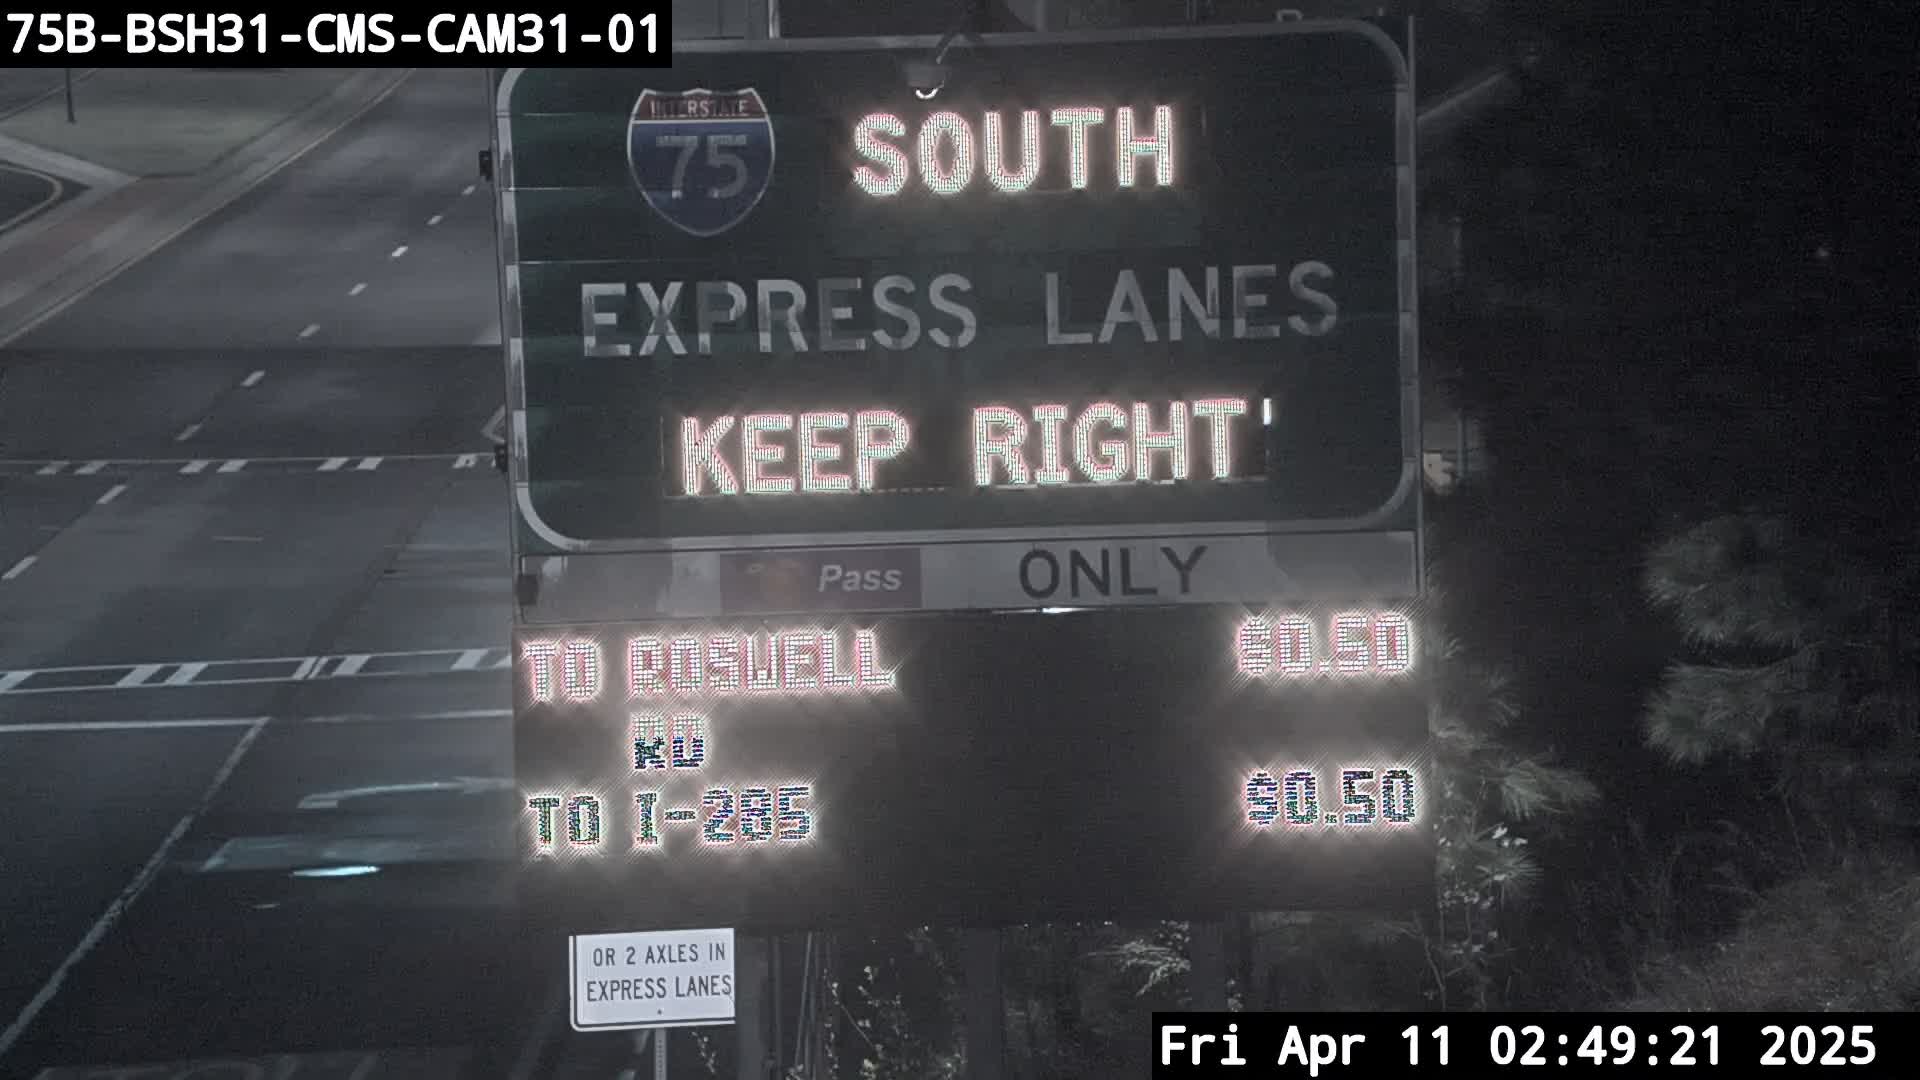 75B-BSH31-CMS-CAM31-01
INTERSTATE
75
SOUTH
EXPRESS LANES
KEEP RIGHT
Pass ONLY
TO ROSWELL $0.50
RD
TO I-285 $0.50
OR 2 AXLES IN
EXPRESS LANES
Fri Apr 11 02:49:21 2025